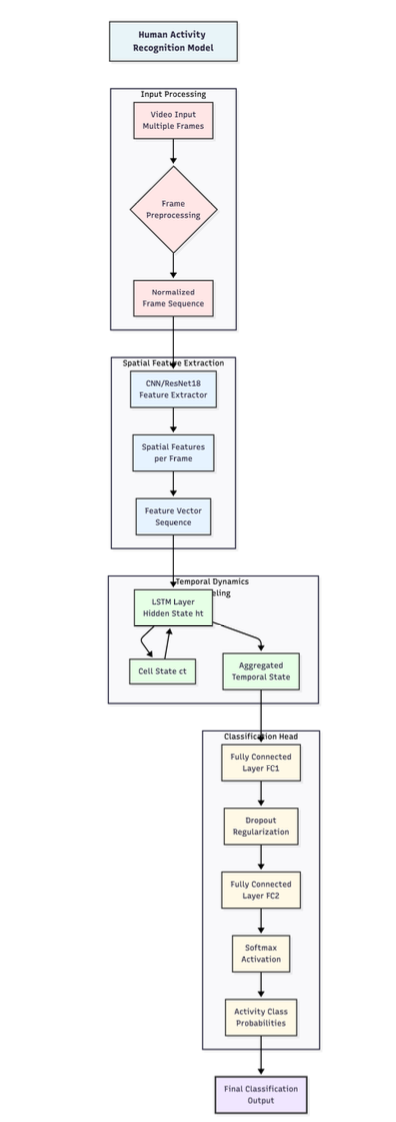 Human Activity
Recognition Model
Input Processing
Video Input
Multiple Frames
Frame
Preprocessing
Normalized
Frame Sequence
Spatial Feature Extraction
CNN/ResNet18
Feature Extractor
Spatial Features
per Frame
Feature Vector
Sequence
Temporal Dynamics
eling
LSTM Layer
Hidden State ht
Cell State ct
Aggregated
Temporal State
Classification Head
Fully Connected
Layer FC1
Dropout
Regularization
Fully Connected
Layer FC2
Softmax
Activation
Activity Class
Probabilities
Final Classification
Output